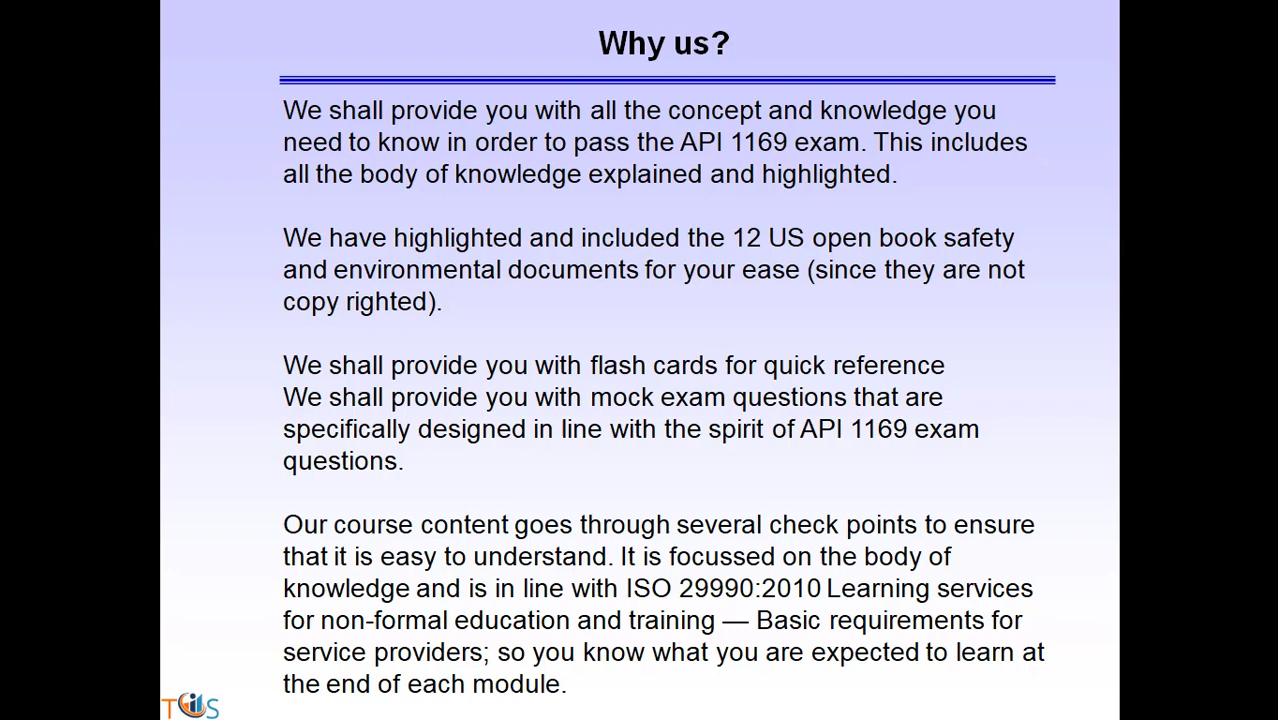 Why us?
We shall provide you with all the concept and knowledge you
need to know in order to pass the API 1169 exam. This includes
all the body of knowledge explained and highlighted.
We have highlighted and included the 12 US open book safety
and environmental documents for your ease (since they are not
copy righted).
We shall provide you with flash cards for quick reference
We shall provide you with mock exam questions that are
specifically designed in line with the spirit of API 1169 exam
questions.
Our course content goes through several check points to ensure
that it is easy to understand. It is focussed on the body of
knowledge and is in line with ISO 29990:2010 Learning services
for non-formal education and training — Basic requirements for
service providers; so you know what you are expected to learn at
the end of each module.